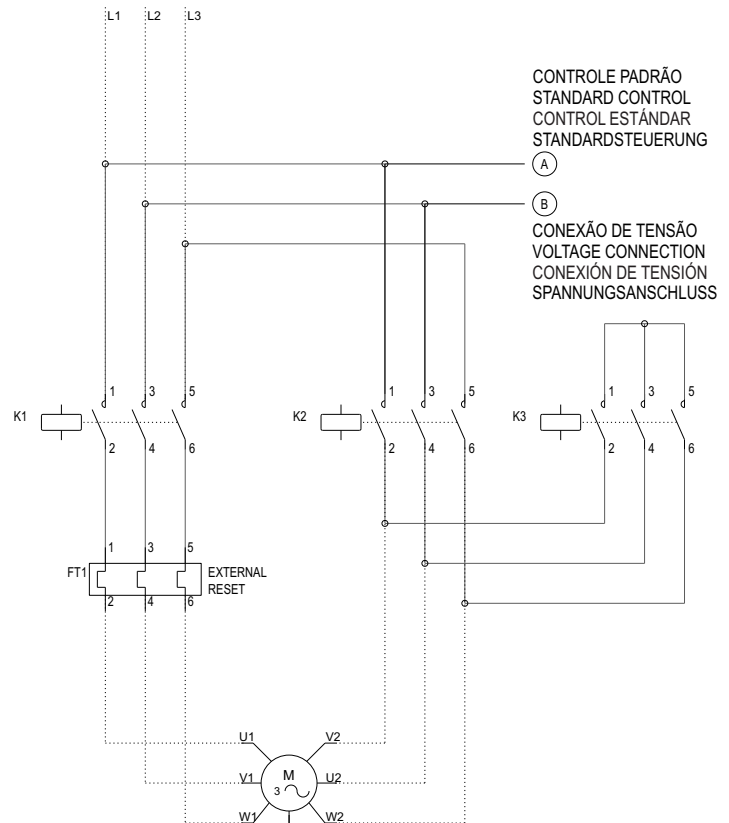 L1 L2 L3
CONTROLE PADRÃO
STANDARD CONTROL
CONTROL ESTÁNDAR
STANDARDSTEUERUNG
A
B
CONEXÃO DE TENSÃO
VOLTAGE CONNECTION
CONEXIÓN DE TENSIÓN
SPANNUNGSANSCHLUSS
1 3 5 1 3 5 1 3 5
K1 K2 K3
2 4 6 2 4 6 2 4 6
1 3 5
FT1 EXTERNAL
RESET
2 4 6
U1 V2
V1 M U2
3
W1 W2